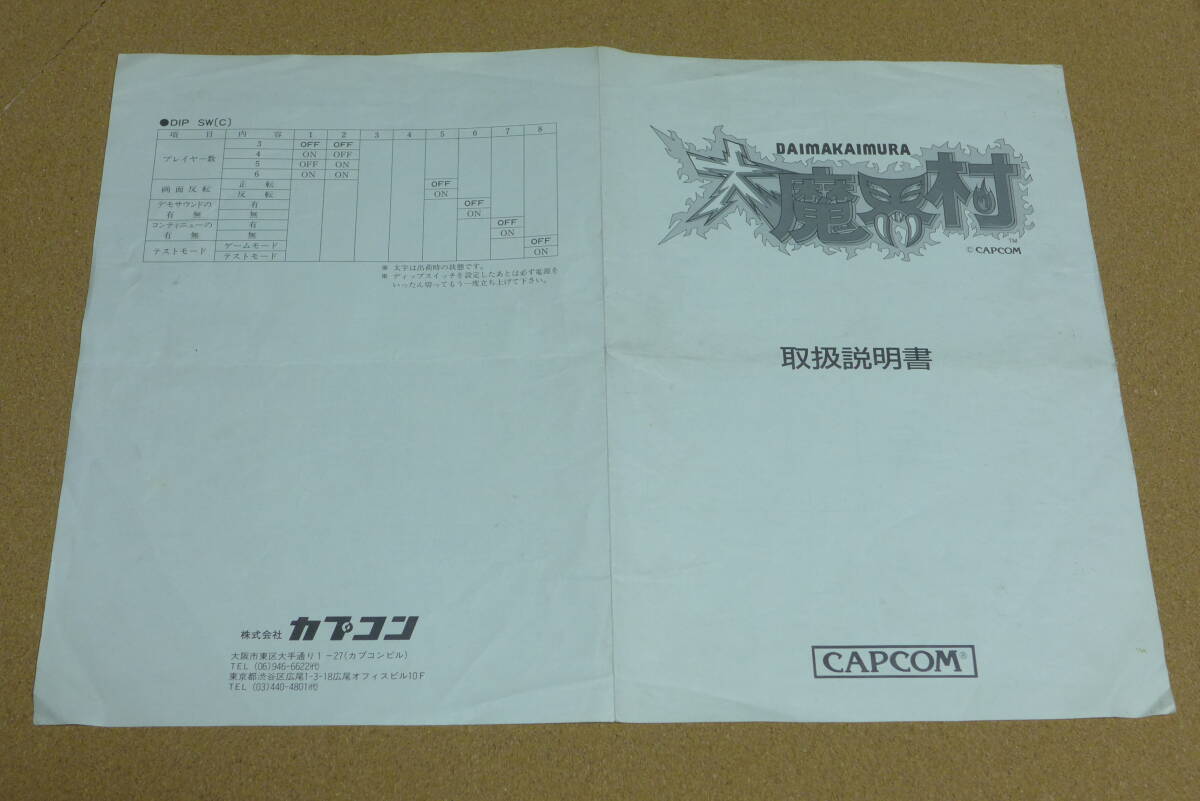 ●DIP SW(C)
項 目 内 容 1 2 3 4 5 6 7 8
プレイヤー数 3 OFF OFF
4 ON OFF
5 OFF ON
6 ON ON
画面反転 正 転 OFF
反 転 ON
デモサウンドの 有 OFF
有 無 無 ON
コンティニューの 有 OFF
有 無 無 ON
テストモード ゲームモード OFF
テストモード ON
※ 太字は出荷時の状態です。
※ ディップスイッチを設定したあとは必ず電源を
いったん切ってもう一度立ち上げて下さい。
株式会社 カプコン
大阪市東区大手通り1-27(カプコンビル)
TEL (06)946-6622㈹
東京都渋谷区広尾1-3-18広尾オフィスビル10F
TEL (03)440-4801㈹
DAIMAKAIMURA
大魔界村
TM
©CAPCOM
取扱説明書
CAPCOM®